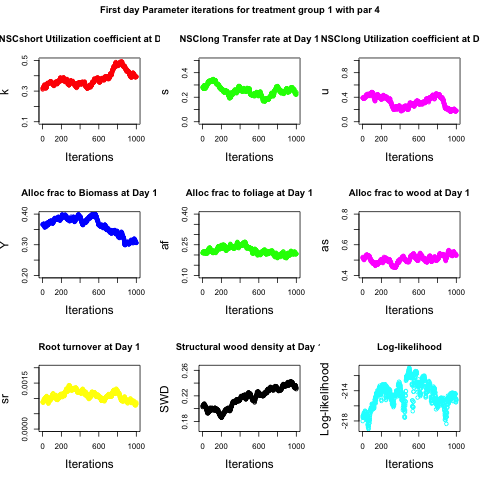 First day Parameter iterations for treatment group 1 with par 4
NSCshort Utilization coefficient at D
NSClong Transfer rate at Day 1
NSClong Utilization coefficient at D
k
0.1 0.3 0.5
0 200 600 1000
Iterations
s
0.0 0.2 0.4
0 200 600 1000
Iterations
u
0.0 0.4 0.8
0 200 600 1000
Iterations
Alloc frac to Biomass at Day 1
Alloc frac to foliage at Day 1
Alloc frac to wood at Day 1
Y
0.20 0.30 0.40
0 200 600 1000
Iterations
af
0.10 0.25 0.40
0 200 600 1000
Iterations
as
0.4 0.6 0.8
0 200 600 1000
Iterations
Root turnover at Day 1
Structural wood density at Day
Log-likelihood
sr
0.0000 0.0015
0 200 600 1000
Iterations
SWD
0.18 0.22 0.26
0 200 600 1000
Iterations
Log-likelihood
-218 -214
0 400 1000
Iterations